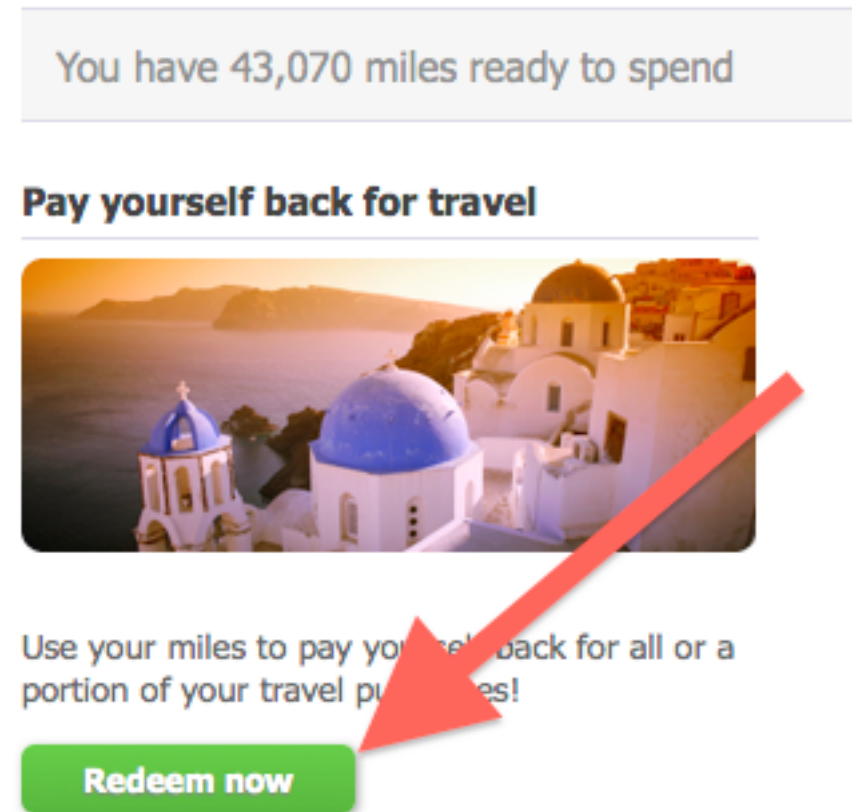 You have 43,070 miles ready to spend
Pay yourself back for travel
Use your miles to pay back for all or a
portion of your travel
Redeem now